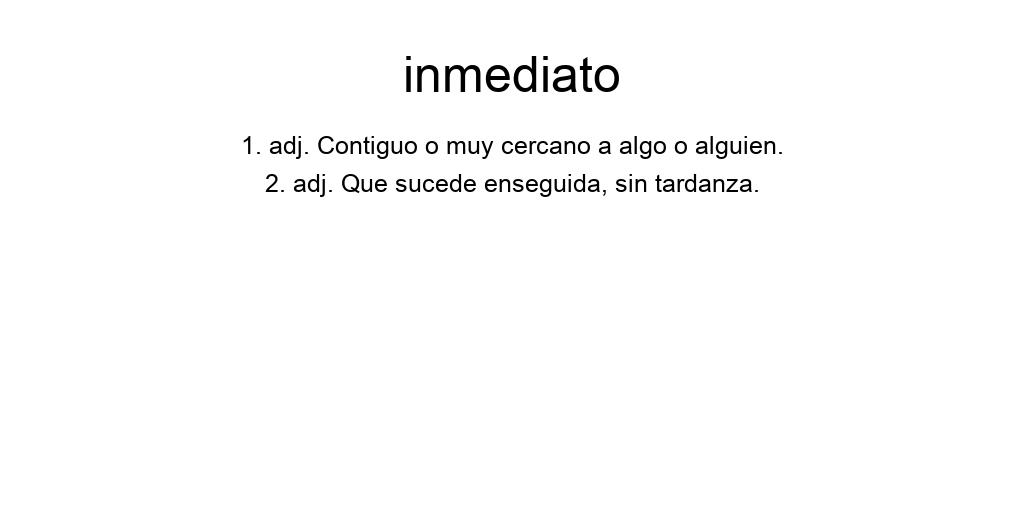 inmediato
1. adj. Contiguo o muy cercano a algo o alguien.
2. adj. Que sucede enseguida, sin tardanza.